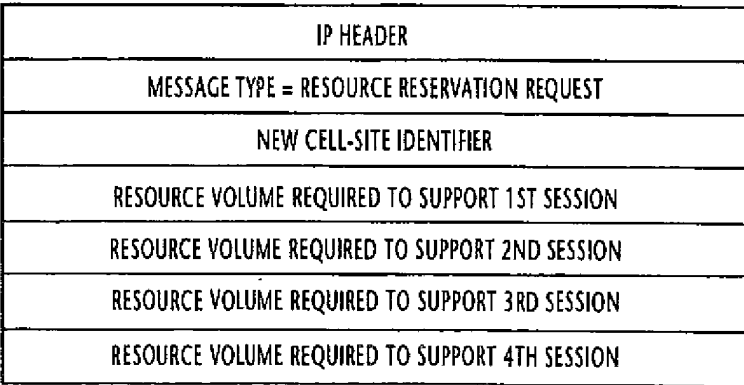 IP HEADER
MESSAGE TYPE = RESOURCE RESERVATION REQUEST
NEW CELL-SITE IDENTIFIER
RESOURCE VOLUME REQUIRED TO SUPPORT 1ST SESSION
RESOURCE VOLUME REQUIRED TO SUPPORT 2ND SESSION
RESOURCE VOLUME REQUIRED TO SUPPORT 3RD SESSION
RESOURCE VOLUME REQUIRED TO SUPPORT 4TH SESSION